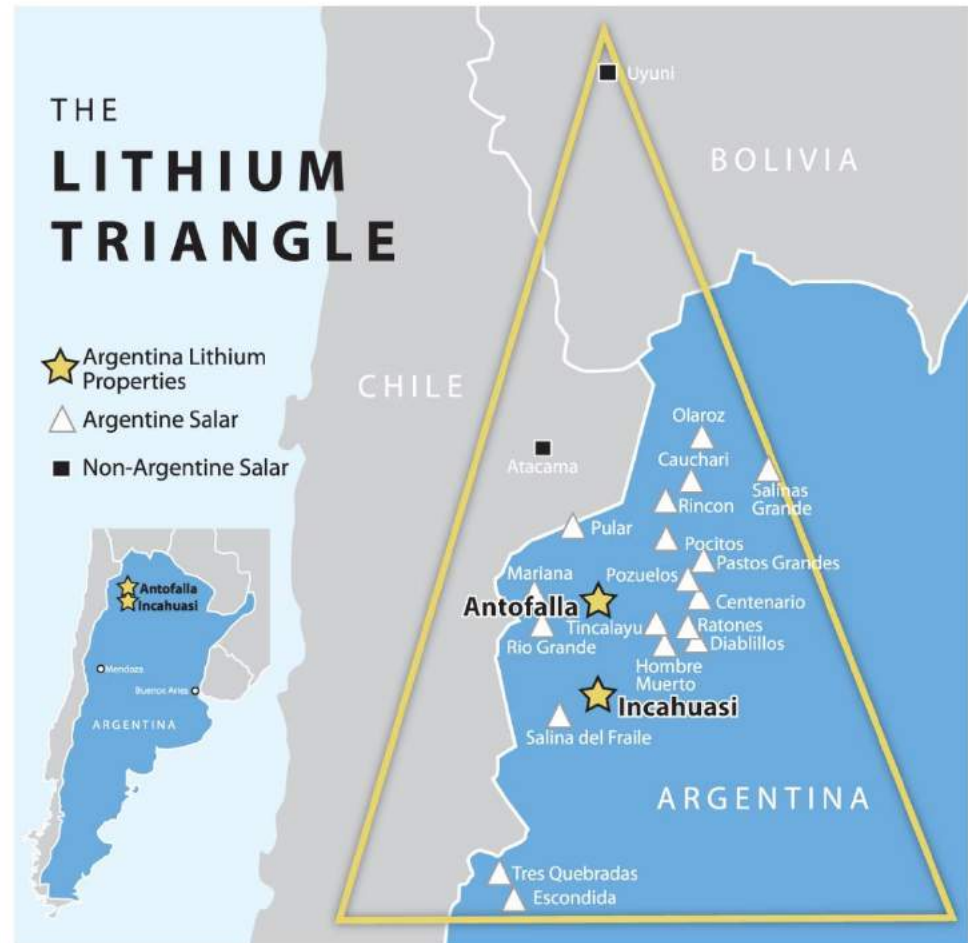 THE
LITHIUM
TRIANGLE
Argentina Lithium
Properties
Argentine Salar
Non-Argentine Salar
Uyuni
BOLIVIA
CHILE
Atacama
Olaroz
Cauchari
Salinas
Grande
Rincon
Pular
Pocitos
Pastos Grandes
Mariana
Pozuelos
Antofalla
Centenario
Tincalayu
Ratones
Rio Grande
Diablillos
Hombre
Muerto
Incahuasi
Salina del Fraile
ARGENTINA
Tres Quebradas
Escondida
Antofalla
Incahuasi
Mendoza
Buenos Aires
ARGENTINA